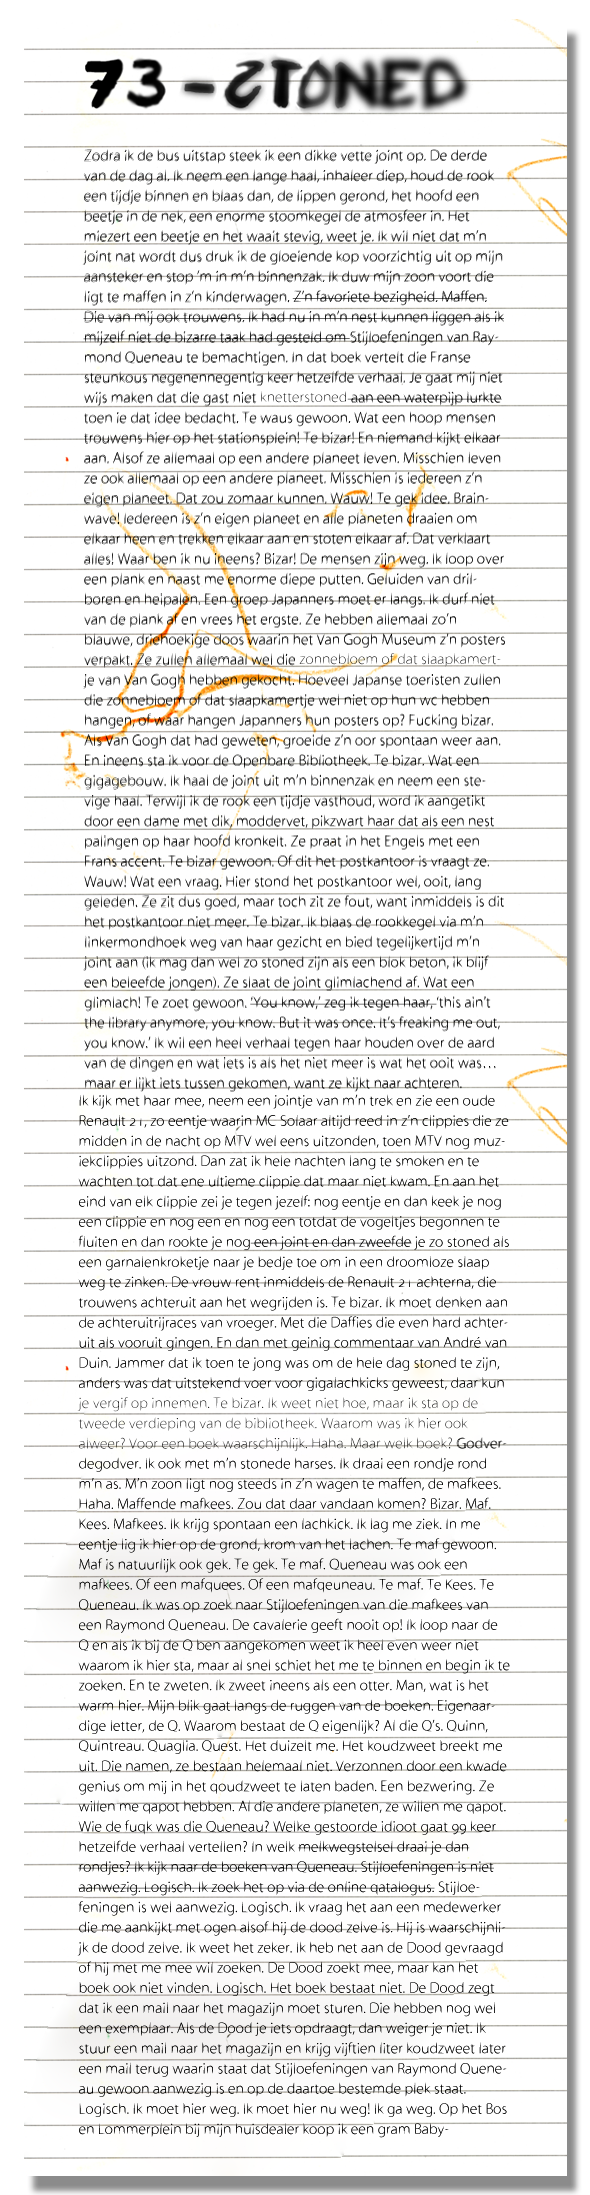 73 - STONED
Zodra ik de bus uitstap steek ik een dikke vette joint op. De derde
van de dag al. Ik neem een lange haal, inhaleer diep, houd de rook
een tijdje binnen en blaas dan, de lippen gerond, het hoofd een
beetje in de nek, een enorme stoomkegel de atmosfeer in. Het
miezert een beetje en het waait stevig, weet je. Ik wil niet dat m'n
joint nat wordt dus druk ik de gloeiende kop voorzichtig uit op mijn
aansteker en stop 'm in m'n binnenzak. Ik duw mijn zoon voort die
ligt te maffen in z'n kinderwagen. Z'n favoriete bezigheid. Maffen.
Die van mij ook trouwens. Ik had nu in m'n nest kunnen liggen als ik
mijzelf niet de bizarre taak had gesteld om Stijloefeningen van Ray-
mond Queneau te bemachtigen. In dat boek vertelt die Franse
steunkous negenennegentig keer hetzelfde verhaal. Je gaat mij niet
wijs maken dat die gast niet knetterstoned aan een waterpijp lurkte
toen ie dat idee bedacht. Te waus gewoon. Wat een hoop mensen
trouwens hier op het stationsplein! Te bizar! En niemand kijkt elkaar
aan. Alsof ze allemaal op een andere planeet leven. Misschien leven
ze ook allemaal op een andere planeet. Misschien is iedereen z'n
eigen planeet. Dat zou zomaar kunnen. Wauw! Te gek idee. Brain-
wave! Iedereen is z'n eigen planeet en alle planeten draaien om
elkaar heen en trekken elkaar aan en stoten elkaar af. Dat verklaart
alles! Waar ben ik nu ineens? Bizar! De mensen zijn weg. Ik loop over
een plank en naast me enorme diepe putten. Geluiden van dril-
boren en heipalen. Een groep Japanners moet er langs. Ik durf niet
van de plank af en vrees het ergste. Ze hebben allemaal zo'n
blauwe, driehoekige doos waarin het Van Gogh Museum z'n posters
verpakt. Ze zullen allemaal wel die zonnebloem of dat slaapkamert-
je van Van Gogh hebben gekocht. Hoeveel Japanse toeristen zullen
die zonnebloem of dat slaapkamertje wel niet op hun wc hebben
hangen, of waar hangen Japanners hun posters op? Fucking bizar.
Als Van Gogh dat had geweten, groeide z'n oor spontaan weer aan.
En ineens sta ik voor de Openbare Bibliotheek. Te bizar. Wat een
gigagebouw. Ik haal de joint uit m'n binnenzak en neem een ste-
vige haal. Terwijl ik de rook een tijdje vasthoud, word ik aangetikt
door een dame met dik, moddervet, pikzwart haar dat als een nest
palingen op haar hoofd kronkelt. Ze praat in het Engels met een
Frans accent. Te bizar gewoon. Of dit het postkantoor is vraagt ze.
Wauw! Wat een vraag. Hier stond het postkantoor wel, ooit, lang
geleden. Ze zit dus goed, maar toch zit ze fout, want inmiddels is dit
het postkantoor niet meer. Te bizar. Ik blaas de rookkegel via m'n
linkermondhoek weg van haar gezicht en bied tegelijkertijd m'n
joint aan (ik mag dan wel zo stoned zijn als een blok beton, ik blijf
een beleefde jongen). Ze slaat de joint glimlachend af. Wat een
glimlach! Te zoet gewoon. 'You know,' zeg ik tegen haar, 'this ain't
the library anymore, you know. But it was once. It's freaking me out,
you know.' Ik wil een heel verhaal tegen haar houden over de aard
van de dingen en wat iets is als het niet meer is wat het ooit was...
maar er lijkt iets tussen gekomen, want ze kijkt naar achteren.
Ik kijk met haar mee, neem een jointje van m'n trek en zie een oude
Renault 21, zo eentje waarin MC Solaar altijd reed in z'n clippies die ze
midden in de nacht op MTV wel eens uitzonden, toen MTV nog muz-
iekclippies uitzond. Dan zat ik hele nachten lang te smoken en te
wachten tot dat ene ultieme clippie dat maar niet kwam. En aan het
eind van elk clippie zei je tegen jezelf: nog eentje en dan keek je nog
een clippie en nog een en nog een totdat de vogeltjes begonnen te
fluiten en dan rookte je nog een joint en dan zweefde je zo stoned als
een garnalenkroketje naar je bedje toe om in een droomloze slaap
weg te zinken. De vrouw rent inmiddels de Renault 21 achterna, die
trouwens achteruit aan het wegrijden is. Te bizar. Ik moet denken aan
de achteruitrijraces van vroeger. Met die Daffies die even hard achter-
uit als vooruit gingen. En dan met geinig commentaar van André van
Duin. Jammer dat ik toen te jong was om de hele dag stoned te zijn,
anders was dat uitstekend voer voor gigalachkicks geweest, daar kun
je vergif op innemen. Te bizar. Ik weet niet hoe, maar ik sta op de
tweede verdieping van de bibliotheek. Waarom was ik hier ook
alweer? Voor een boek waarschijnlijk. Haha. Maar welk boek? Godver-
degodver. Ik ook met m'n stonede harses. Ik draai een rondje rond
m'n as. M'n zoon ligt nog steeds in z'n wagen te maffen, de mafkees.
Haha. Maffende mafkees. Zou dat daar vandaan komen? Bizar. Maf.
Kees. Mafkees. Ik krijg spontaan een lachkick. Ik lag me ziek. In me
eentje lig ik hier op de grond, krom van het lachen. Te maf gewoon.
Maf is natuurlijk ook gek. Te gek. Te maf. Queneau was ook een
mafkees. Of een mafquees. Of een mafqeuneau. Te maf. Te Kees. Te
Queneau. Ik was op zoek naar Stijloefeningen van die mafkees van
een Raymond Queneau. De cavalerie geeft nooit op! Ik loop naar de
Q en als ik bij de Q ben aangekomen weet ik heel even weer niet
waarom ik hier sta, maar al snel schiet het me te binnen en begin ik te
zoeken. En te zweten. Ik zweet ineens als een otter. Man, wat is het
warm hier. Mijn blik gaat langs de ruggen van de boeken. Eigenaar-
dige letter, de Q. Waarom bestaat de Q eigenlijk? Al die Q's. Quinn,
Quintreau. Quaglia. Quest. Het duizelt me. Het koudzweet breekt me
uit. Die namen, ze bestaan helemaal niet. Verzonnen door een kwade
genius om mij in het qoudzweet te laten baden. Een bezwering. Ze
willen me qapot hebben. Al die andere planeten, ze willen me qapot.
Wie de fuqk was die Queneau? Welke gestoorde idioot gaat 99 keer
hetzelfde verhaal vertellen? In welk melkwegstelsel draai je dan
rondjes? Ik kijk naar de boeken van Queneau. Stijloefeningen is niet
aanwezig. Logisch. Ik zoek het op via de online qatalogus. Stijloe-
feningen is wel aanwezig. Logisch. Ik vraag het aan een medewerker
die me aankijkt met ogen alsof hij de dood zelve is. Hij is waarschijnli-
jk de dood zelve. Ik weet het zeker. Ik heb net aan de Dood gevraagd
of hij met me mee wil zoeken. De Dood zoekt mee, maar kan het
boek ook niet vinden. Logisch. Het boek bestaat niet. De Dood zegt
dat ik een mail naar het magazijn moet sturen. Die hebben nog wel
een exemplaar. Als de Dood je iets opdraagt, dan weiger je niet. Ik
stuur een mail naar het magazijn en krijg vijftien liter koudzweet later
een mail terug waarin staat dat Stijloefeningen van Raymond Quene-
au gewoon aanwezig is en op de daartoe bestemde plek staat.
Logisch. Ik moet hier weg. Ik moet hier nu weg! Ik ga weg. Op het Bos
en Lommerplein bij mijn huisdealer koop ik een gram Baby-